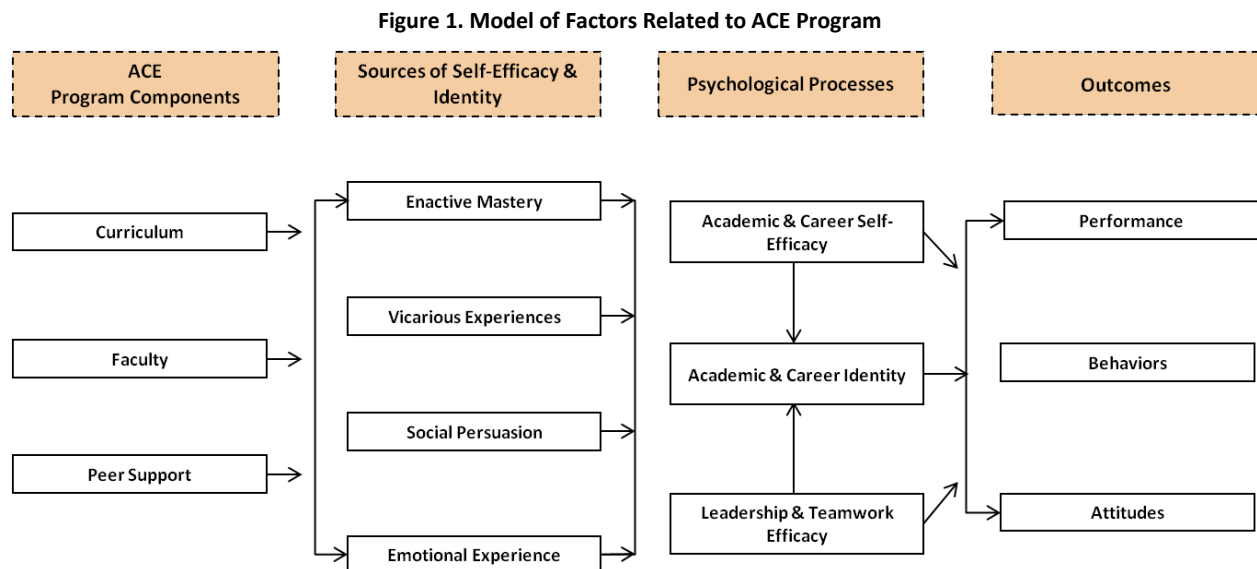 Figure 1. Model of Factors Related to ACE Program
ACE
Program Components
Sources of Self-Efficacy &
Identity
Psychological Processes
Outcomes
Curriculum
Faculty
Peer Support
Enactive Mastery
Vicarious Experiences
Social Persuasion
Emotional Experience
Academic & Career Self-
Efficacy
Academic & Career Identity
Leadership & Teamwork
Efficacy
Performance
Behaviors
Attitudes